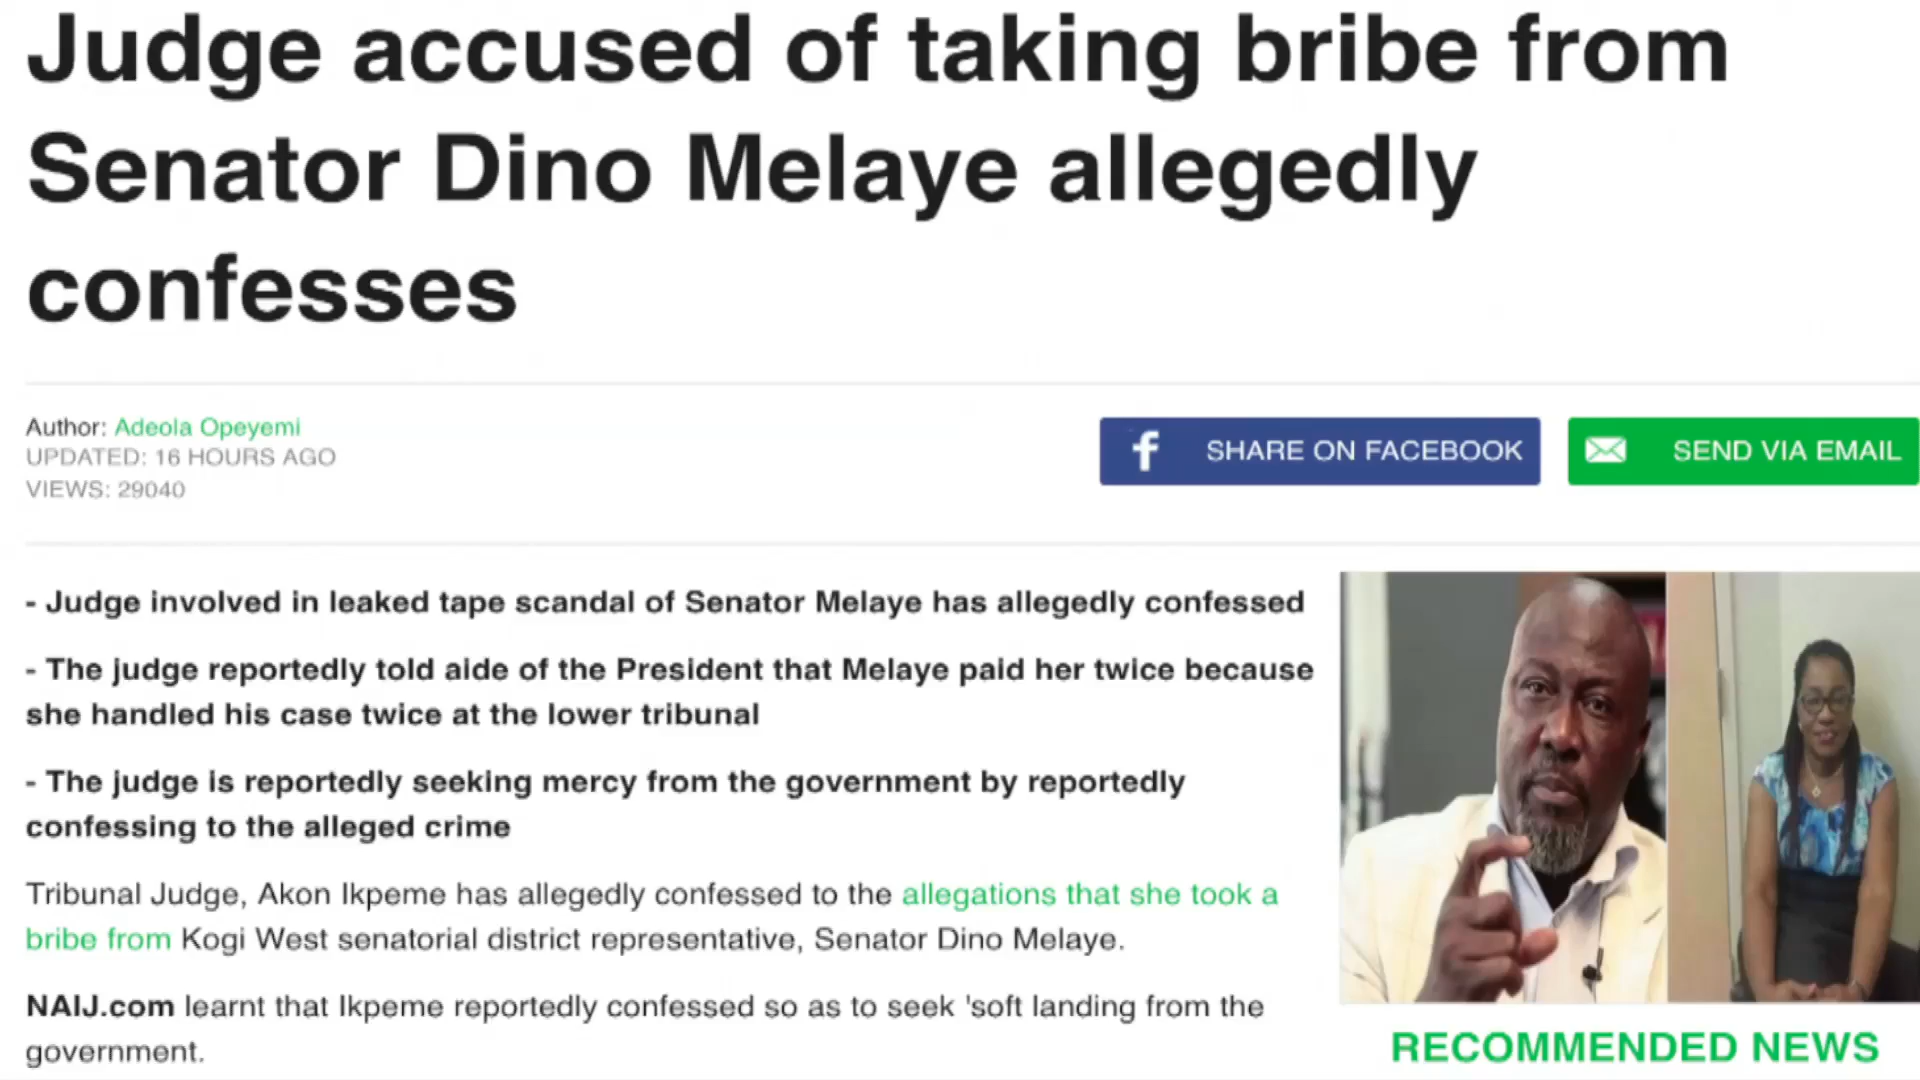 Judge accused of taking bribe from
Senator Dino Melaye allegedly
confesses
Author: Adeola Opeyemi
UPDATED: 16 HOURS AGO
VIEWS: 29040
f SHARE ON FACEBOOK
SEND VIA EMAIL
- Judge involved in leaked tape scandal of Senator Melaye has allegedly confessed
- The judge reportedly told aide of the President that Melaye paid her twice because
she handled his case twice at the lower tribunal
- The judge is reportedly seeking mercy from the government by reportedly
confessing to the alleged crime
Tribunal Judge, Akon Ikpeme has allegedly confessed to the allegations that she took a
bribe from Kogi West senatorial district representative, Senator Dino Melaye.
NAIJ.com learnt that Ikpeme reportedly confessed so as to seek 'soft landing from the
government.
RECOMMENDED NEWS